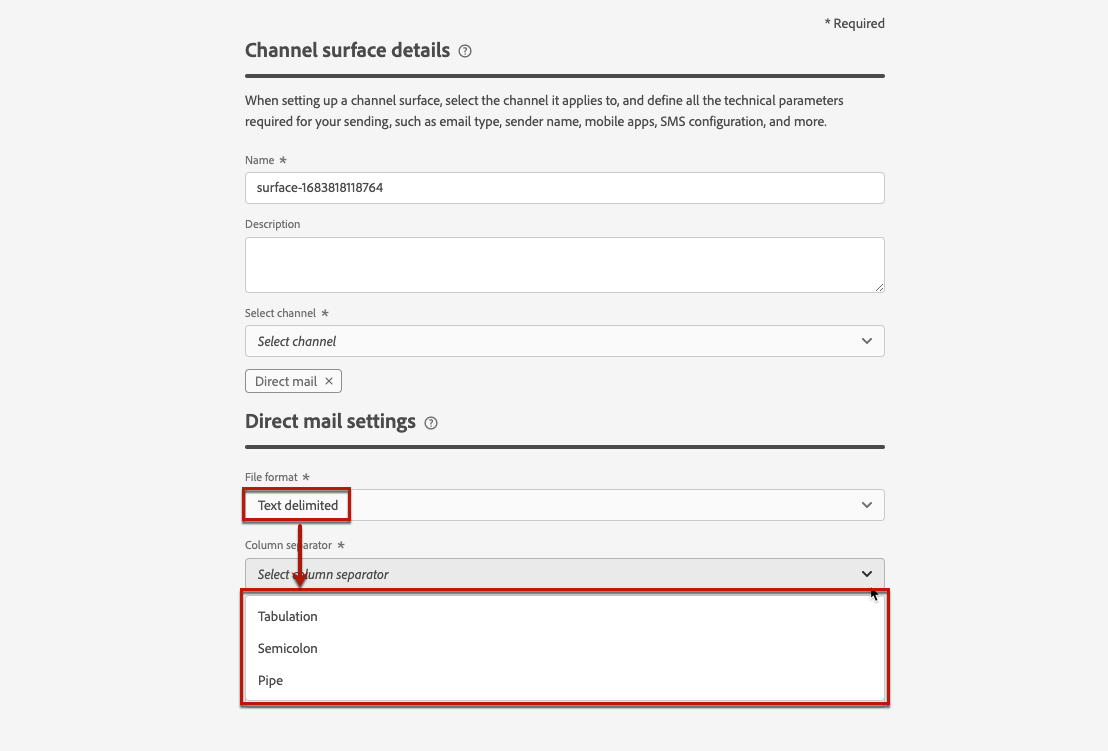 * Required
Channel surface details
When setting up a channel surface, select the channel it applies to, and define all the technical parameters
required for your sending, such as email type, sender name, mobile apps, SMS configuration, and more.
Name *
surface-1683818118764
Description
Select channel *
Select channel
Direct mail ×
Direct mail settings
File format *
Text delimited
Column separator *
Select column separator
Tabulation
Semicolon
Pipe